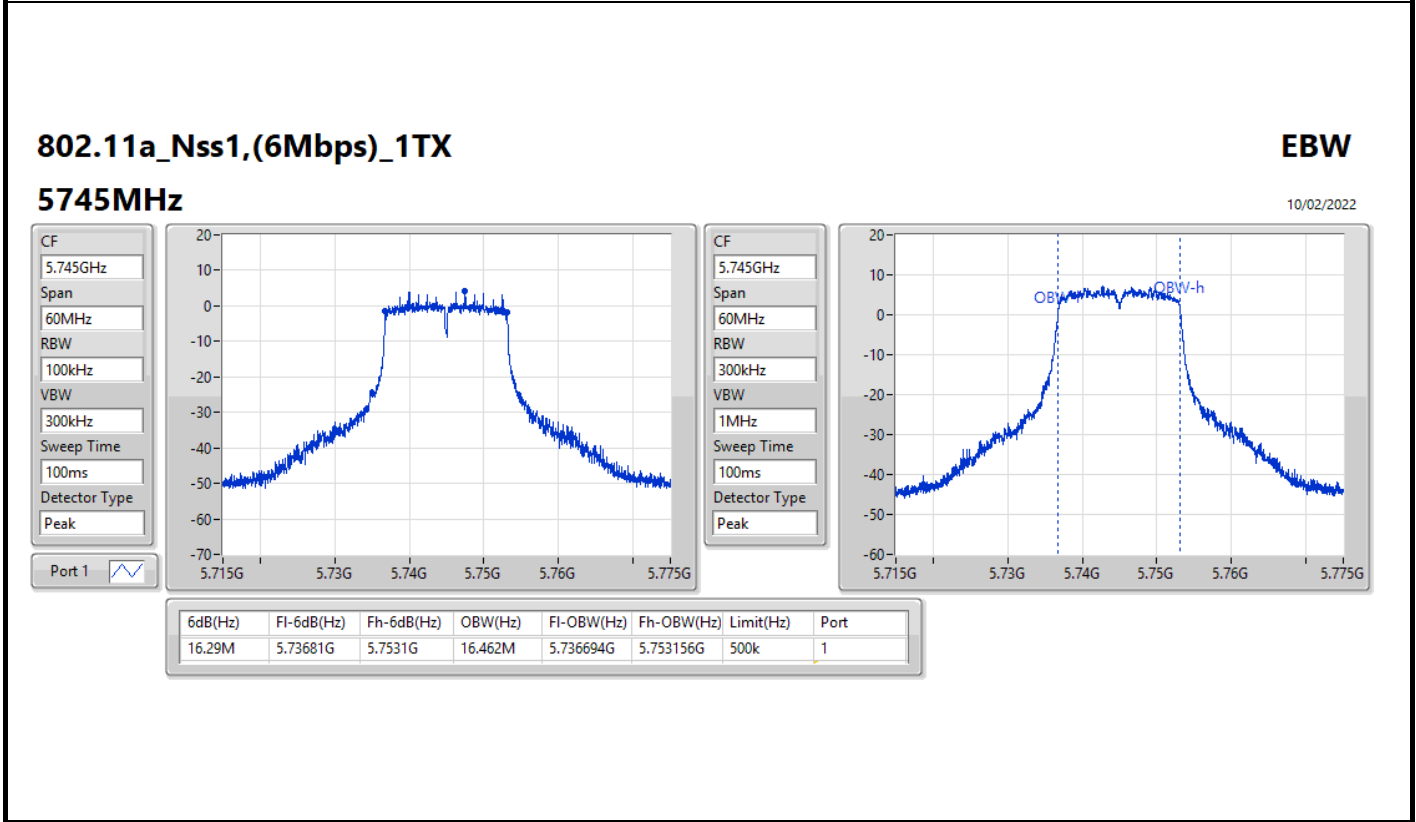 802.11a_Nss1,(6Mbps)_1TX
EBW
5745MHz
10/02/2022
CF
5.745GHz
Span
60MHz
RBW
100kHz
VBW
300kHz
Sweep Time
100ms
Detector Type
Peak
Port 1
20
10
0
-10
-20
-30
-40
-50
-60
-70
5.715G 5.73G 5.74G 5.75G 5.76G 5.775G
CF
5.745GHz
Span
60MHz
RBW
300kHz
VBW
1MHz
Sweep Time
100ms
Detector Type
Peak
20
10
0
-10
-20
-30
-40
-50
-60
OBW-h
5.715G 5.73G 5.74G 5.75G 5.76G 5.775G
6dB(Hz) Fl-6dB(Hz) Fh-6dB(Hz) OBW(Hz) Fl-OBW(Hz) Fh-OBW(Hz) Limit(Hz) Port
16.29M 5.73681G 5.7531G 16.462M 5.736694G 5.753156G 500k 1